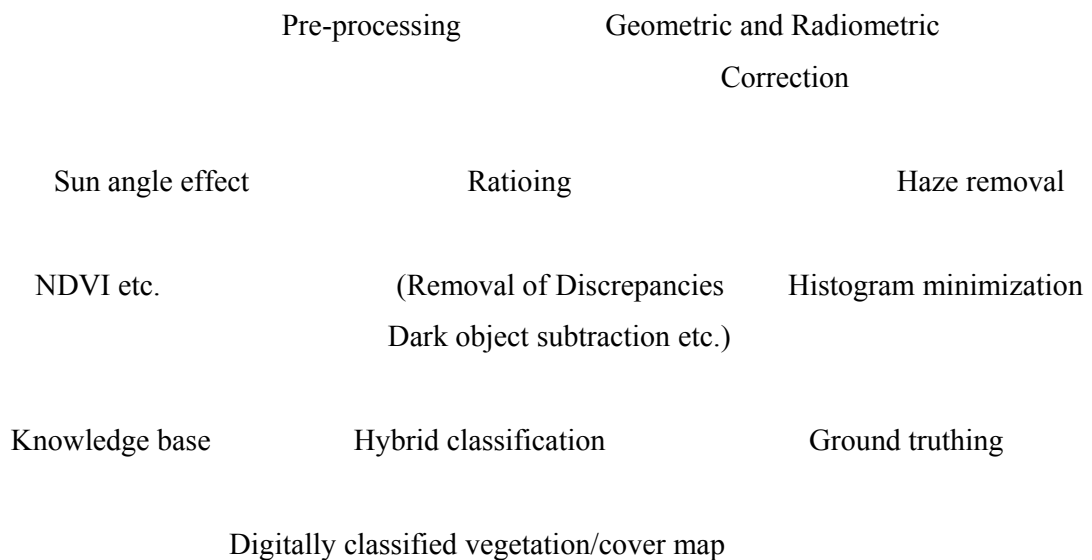 Pre-processing Geometric and Radiometric
Correction
Sun angle effect Ratioing Haze removal
NDVI etc. (Removal of Discrepancies Histogram minimization
Dark object subtraction etc.)
Knowledge base Hybrid classification Ground truthing
Digitally classified vegetation/cover map